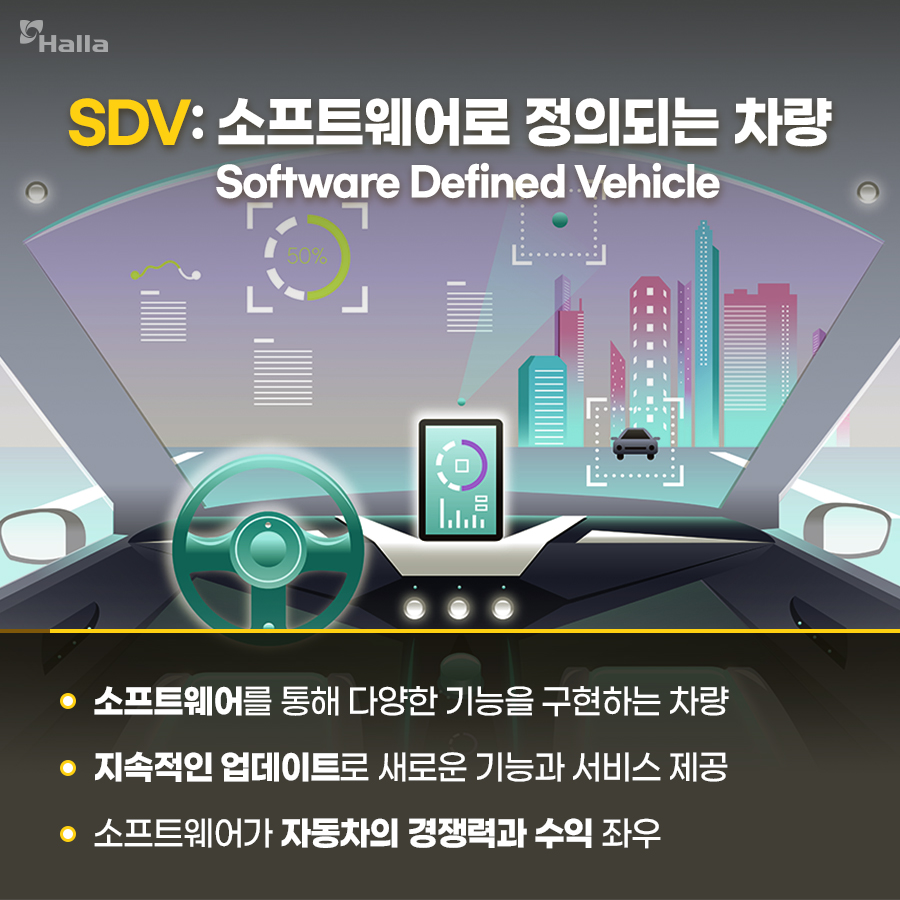 Halla
SDV: 소프트웨어로 정의되는 차량
Software Defined Vehicle
50%
소프트웨어를 통해 다양한 기능을 구현하는 차량
지속적인 업데이트로 새로운 기능과 서비스 제공
소프트웨어가 자동차의 경쟁력과 수익 좌우